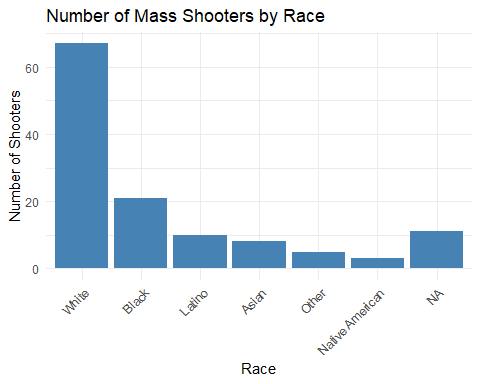 Number of Mass Shooters by Race
Number of Shooters
60
40
20
0
White
Black
Latino
Asian
Other
Native American
NA
Race